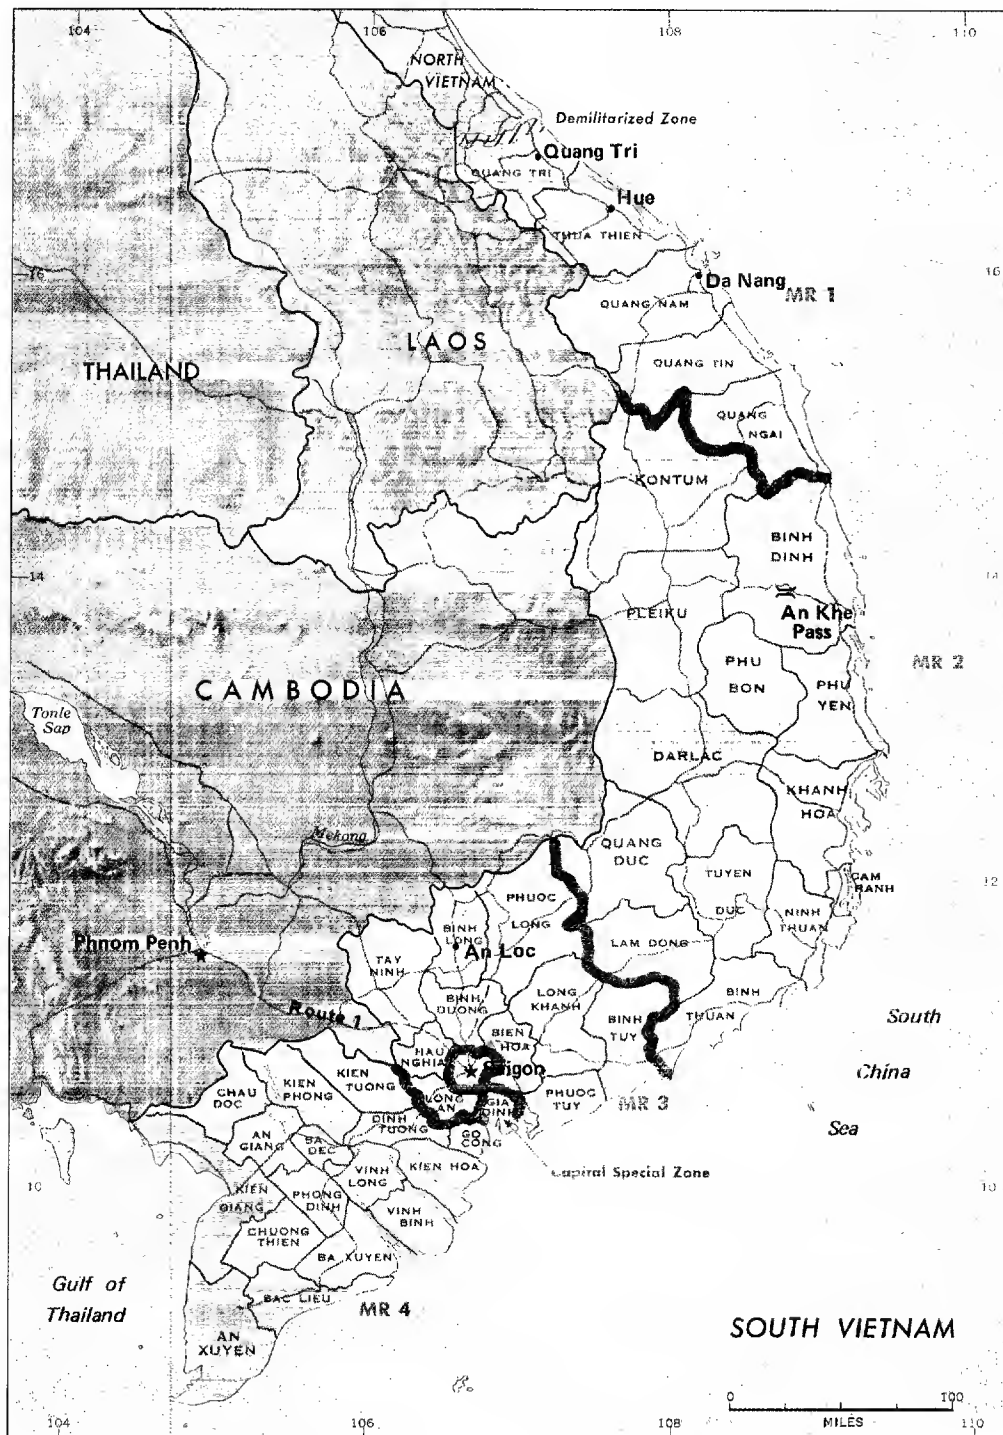 104
106
108
110
NORTH
VIETNAM
Demilitarized Zone
Quang Tri
QUANG TRI
Hue
THUA THIEN
16
16
Da Nang
MR 1
QUANG NAM
LAOS
THAILAND
QUANG TIN
QUANG
NGAI
KONTUM
BINH
DINH
14
14
An Khe
Pass
PLEIKU
MR 2
PHU
BON
PHU
YEN
CAMBODIA
Tonle
Sap
DARLAC
KHANH
HOA
Mekong
QUANG
DUC
TUYEN
DUC
CAM
RANH
12
PHUOC
LONG
NINH
THUAN
BINH
LONG
An Loc
LAM DONG
Phnom Penh
TAY
NINH
BINH
DUONG
LONG
KHANH
BINH
THUAN
BINH
TUY
Route 1
BIEN
HOA
South
China
Sea
HAU
NGHIA
Saigon
KIEN
TUONG
KIEN
PHONG
CHAU
DOC
LONG
AN
GIA
DINH
PHUOC
TUY
MR 3
DINH
TUONG
GO
CONG
AN
GIANG
SA
DEC
KIEN HOA
Capital Special Zone
VINH
LONG
10
10
KIEN
GIANG
PHONG
DINH
VINH
BINH
CHUONG
THIEN
BA XUYEN
Gulf of
Thailand
BAC LIEU
MR 4
AN
XUYEN
SOUTH VIETNAM
0
100
MILES
104
106
108
110